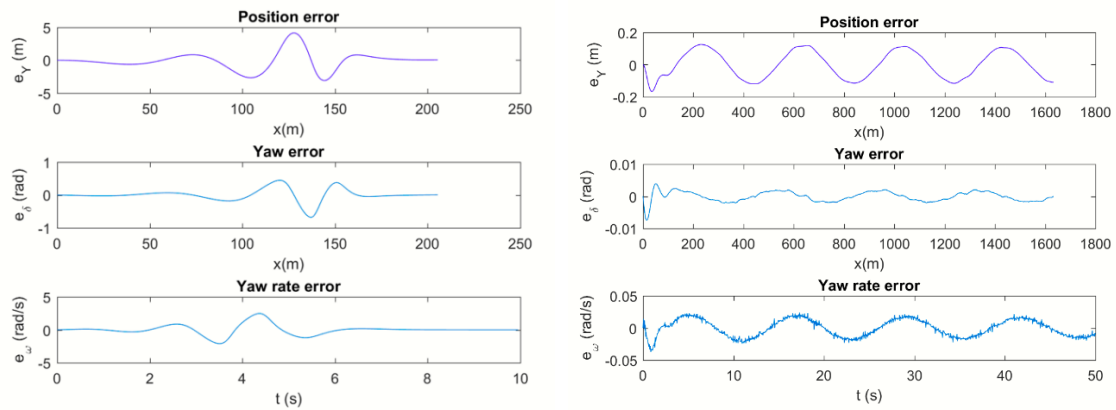 Position error
5
0
-5
e_Y (m)
0 50 100 150 200 250
x(m)
Yaw error
1
0
-1
e_δ (rad)
0 50 100 150 200 250
x(m)
Yaw rate error
5
0
-5
e_ω (rad/s)
0 2 4 6 8 10
t (s)
Position error
0.2
0
-0.2
e_Y (m)
0 200 400 600 800 1000 1200 1400 1600 1800
x(m)
Yaw error
0.01
0
-0.01
e_δ (rad)
0 200 400 600 800 1000 1200 1400 1600 1800
x(m)
Yaw rate error
0.05
0
-0.05
e_ω (rad/s)
0 10 20 30 40 50
t (s)